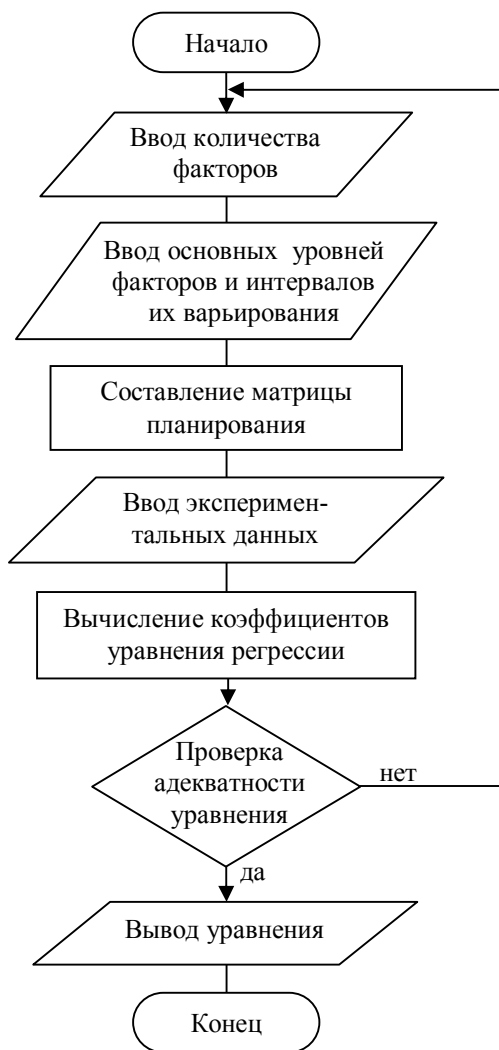 Начало
Ввод количества
факторов
Ввод основных уровней
факторов и интервалов
их варьирования
Составление матрицы
планирования
Ввод эксперимен-
тальных данных
Вычисление коэффициентов
уравнения регрессии
Проверка
адекватности
уравнения
нет
да
Вывод уравнения
Конец